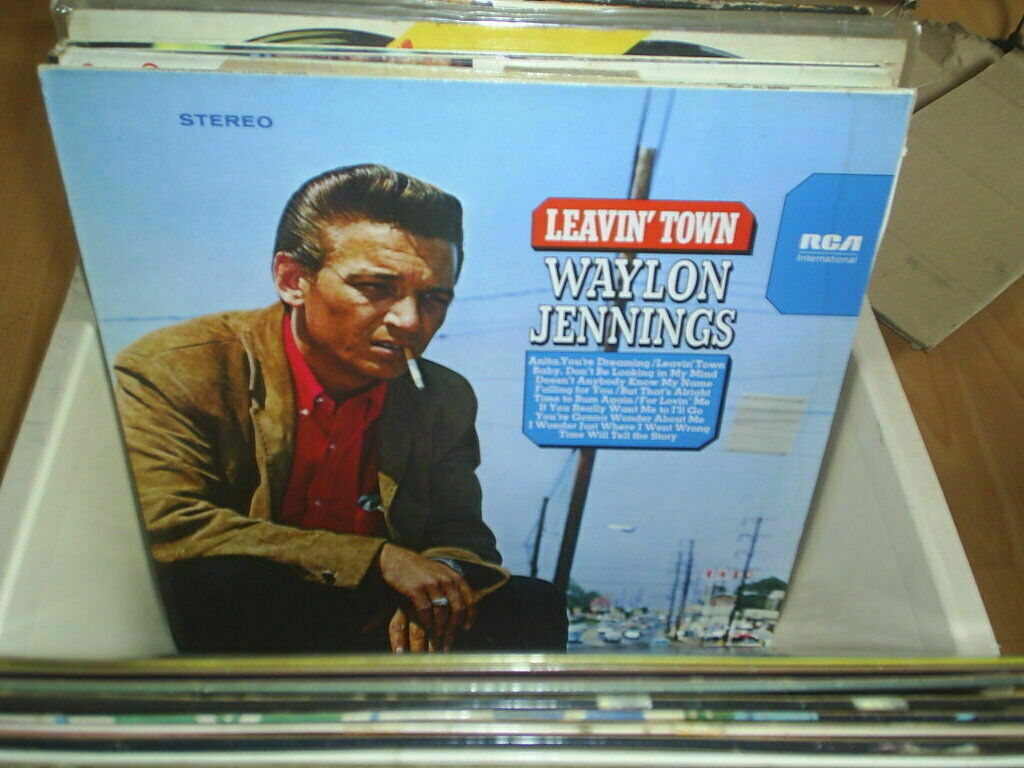 STEREO
LEAVIN' TOWN
WAYLON
JENNINGS
RCA
International
Anita,You're Dreaming/Leavin' Town
Baby, Don't Be Looking in My Mind
Doesn't Anybody Know My Name
Falling for You/But That's Alright
Time to Bum Again/For Lovin' Me
If You Really Want Me to I'll Go
You're Gonna Wonder About Me
I Wonder Just Where I Went Wrong
Time Will Tell the Story